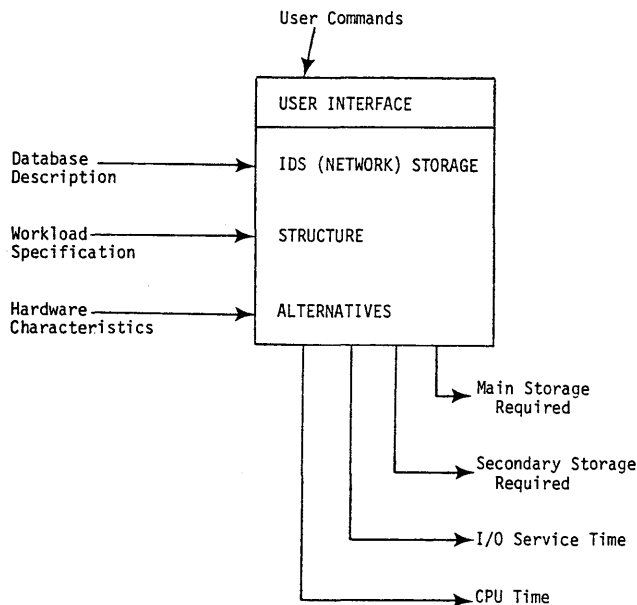 User Commands
USER INTERFACE
Database
Description
IDS (NETWORK) STORAGE
Workload
Specification
STRUCTURE
Hardware
Characteristics
ALTERNATIVES
Main Storage
Required
Secondary Storage
Required
I/O Service Time
CPU Time